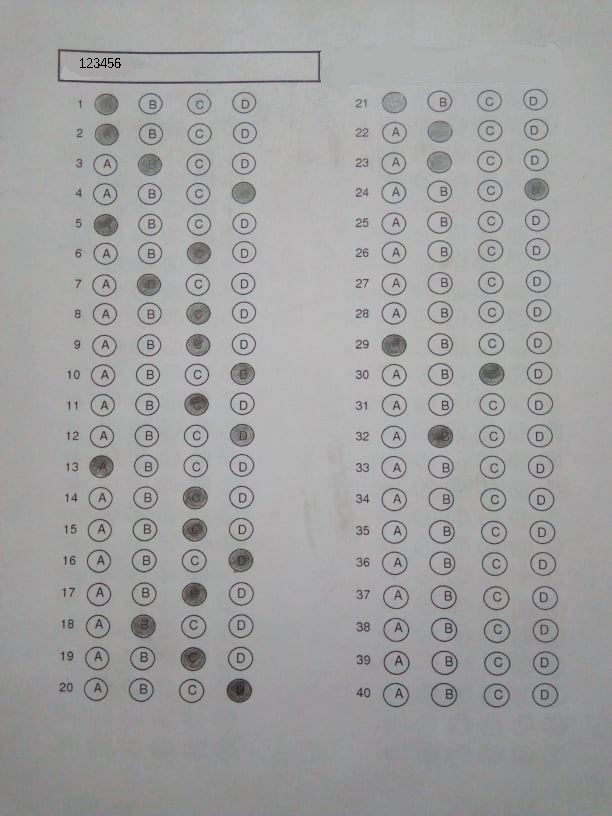 123456
1 A B C D
2 A B C D
3 A B C D
4 A B C D
5 A B C D
6 A B C D
7 A B C D
8 A B C D
9 A B C D
10 A B C D
11 A B C D
12 A B C D
13 A B C D
14 A B C D
15 A B C D
16 A B C D
17 A B C D
18 A B C D
19 A B C D
20 A B C D
21 B C D
22 A C D
23 A C D
24 A B C D
25 A B C D
26 A B C D
27 A B C D
28 A B C D
29 A B C D
30 A B C D
31 A B C D
32 A B C D
33 A B C D
34 A B C D
35 A B C D
36 A B C D
37 A B C D
38 A B C D
39 A B C D
40 A B C D